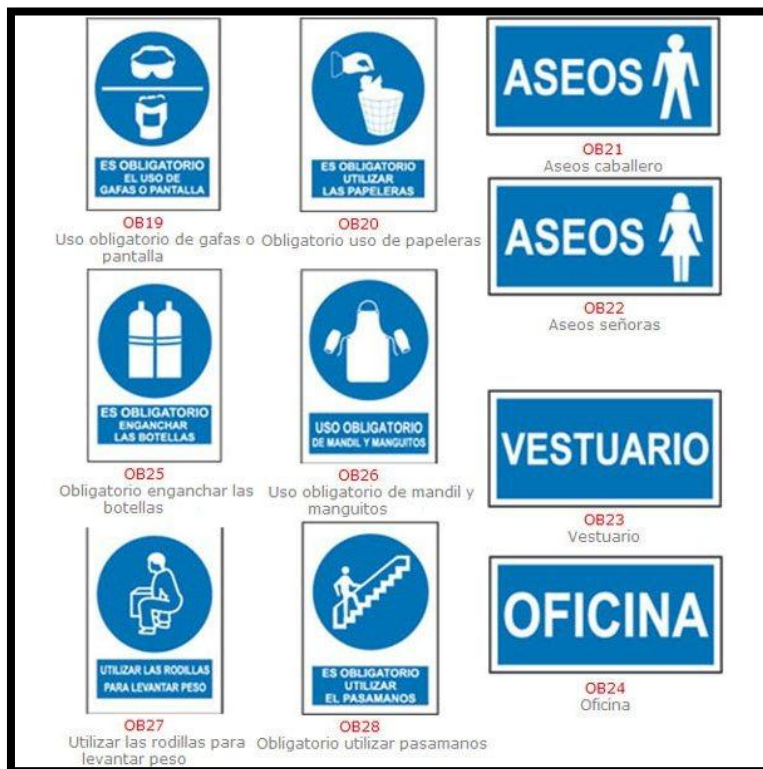 ES OBLIGATORIO
EL USO DE
GAFAS O PANTALLA
OB19
Uso obligatorio de gafas o
pantalla
ES OBLIGATORIO
UTILIZAR
LAS PAPELERAS
OB20
Obligatorio uso de papeleras
ASEOS
OB21
Aseos caballero
ASEOS
OB22
Aseos señoras
ES OBLIGATORIO
ENGANCHAR
LAS BOTELLAS
OB25
Obligatorio enganchar las
botellas
USO OBLIGATORIO
DE MANDIL Y MANGUITOS
OB26
Uso obligatorio de mandil y
manguitos
VESTUARIO
OB23
Vestuario
UTILIZAR LAS RODILLAS
PARA LEVANTAR PESO
OB27
Utilizar las rodillas para
levantar peso
ES OBLIGATORIO
UTILIZAR
EL PASAMANOS
OB28
Obligatorio utilizar pasamanos
OFICINA
OB24
Oficina